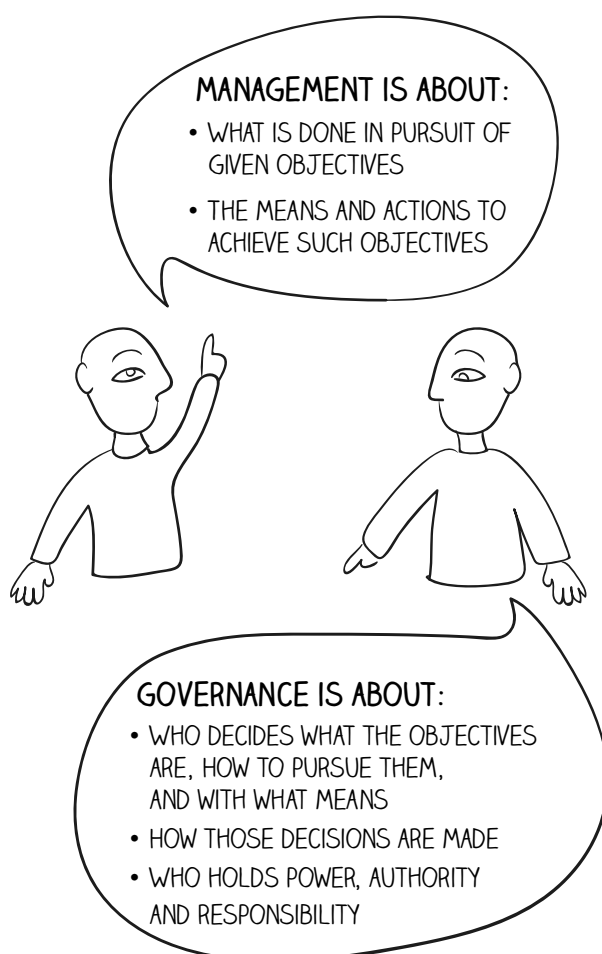 MANAGEMENT IS ABOUT:
• WHAT IS DONE IN PURSUIT OF
GIVEN OBJECTIVES
• THE MEANS AND ACTIONS TO
ACHIEVE SUCH OBJECTIVES
GOVERNANCE IS ABOUT:
• WHO DECIDES WHAT THE OBJECTIVES
ARE, HOW TO PURSUE THEM,
AND WITH WHAT MEANS
• HOW THOSE DECISIONS ARE MADE
• WHO HOLDS POWER, AUTHORITY
AND RESPONSIBILITY